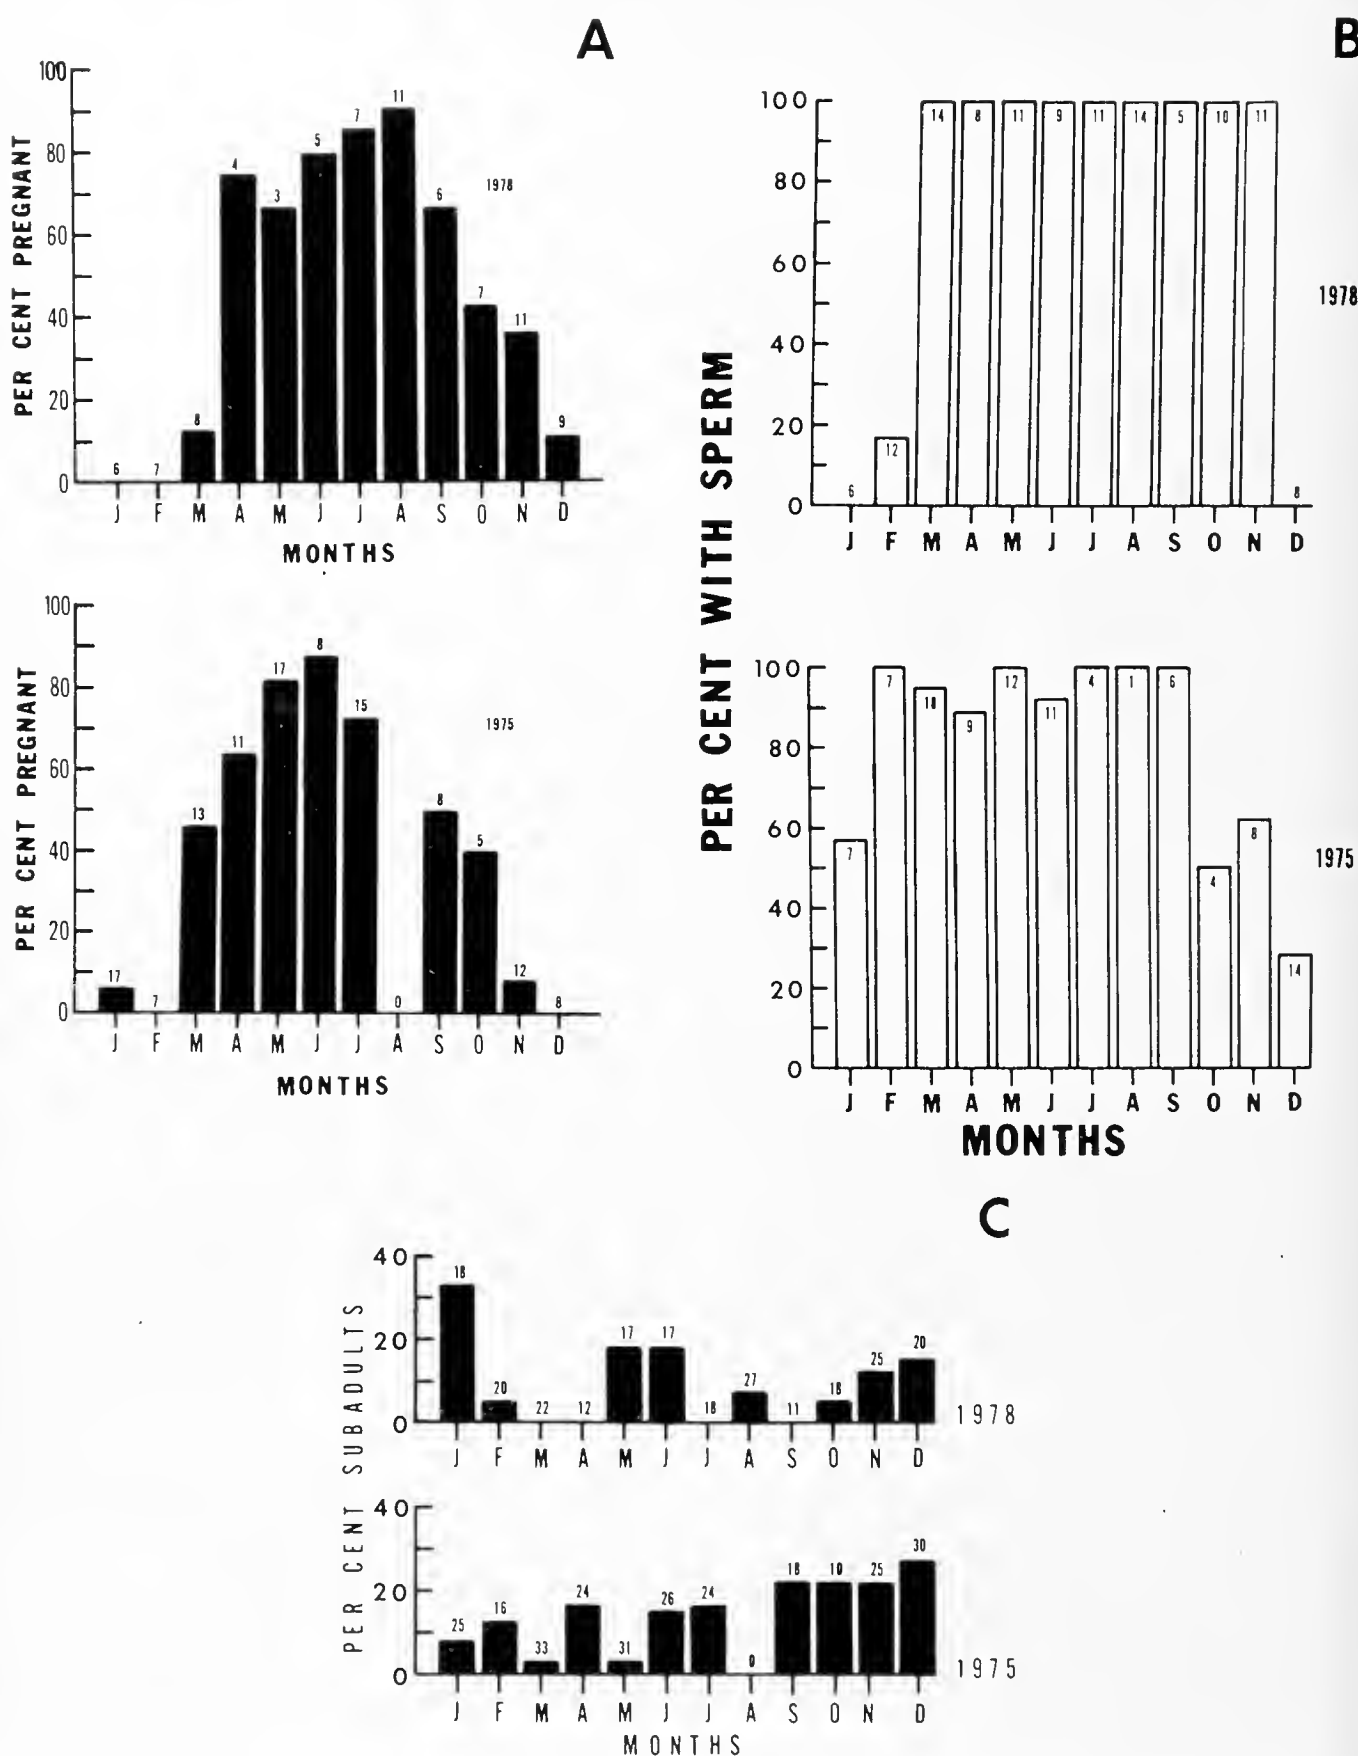 A
100
80
60
40
20
0
PER CENT PREGNANT
6 7 8 4 3 5 7 11 6 7 11 9
1978
J F M A M J J A S O N D
MONTHS
100
80
60
40
20
0
PER CENT PREGNANT
17 7 13 11 17 8 15 0 8 5 12 8
1975
J F M A M J J A S O N D
MONTHS
B
PER CENT WITH SPERM
100
80
60
40
20
0
6 12 14 8 11 9 11 14 5 10 11 8
1978
J F M A M J J A S O N D
100
80
60
40
20
0
7 7 18 9 12 11 4 1 6 4 8 14
1975
J F M A M J J A S O N D
MONTHS
C
PER CENT SUBADULTS
40
20
0
18 20 22 12 17 17 18 27 11 18 25 20
1978
J F M A M J J A S O N D
40
20
0
25 16 33 24 31 26 24 0 18 10 25 30
1975
J F M A M J J A S O N D
MONTHS